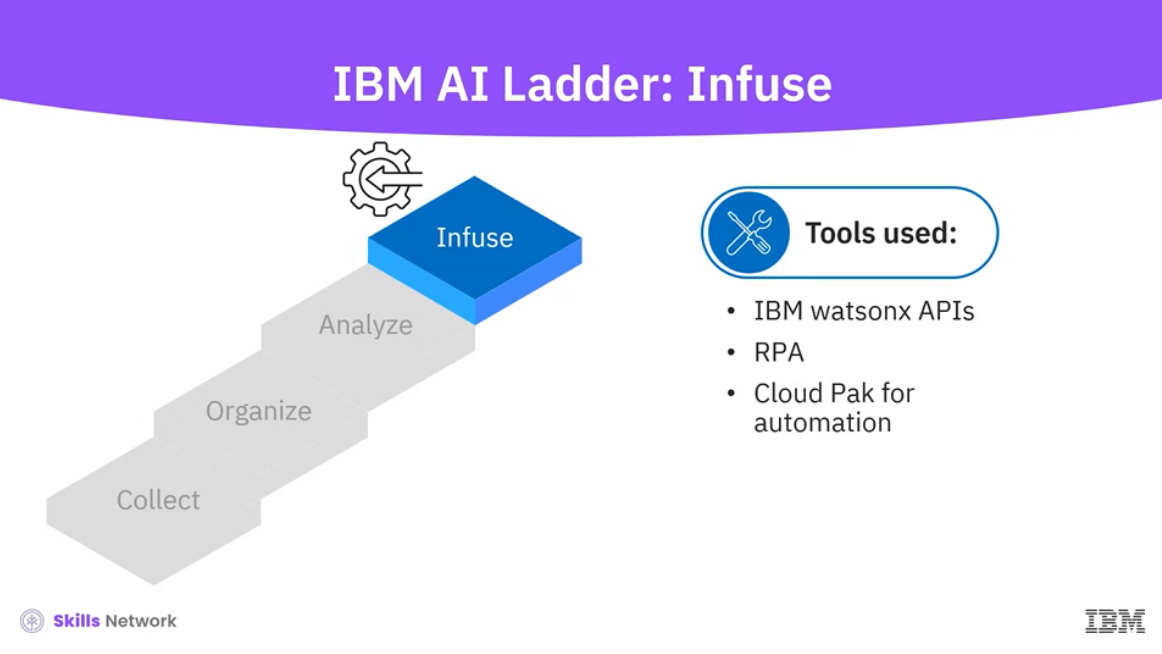 IBM AI Ladder: Infuse
Infuse
Analyze
Organize
Collect
Tools used:
• IBM watsonx APIs
• RPA
• Cloud Pak for
automation
Skills Network
IBM